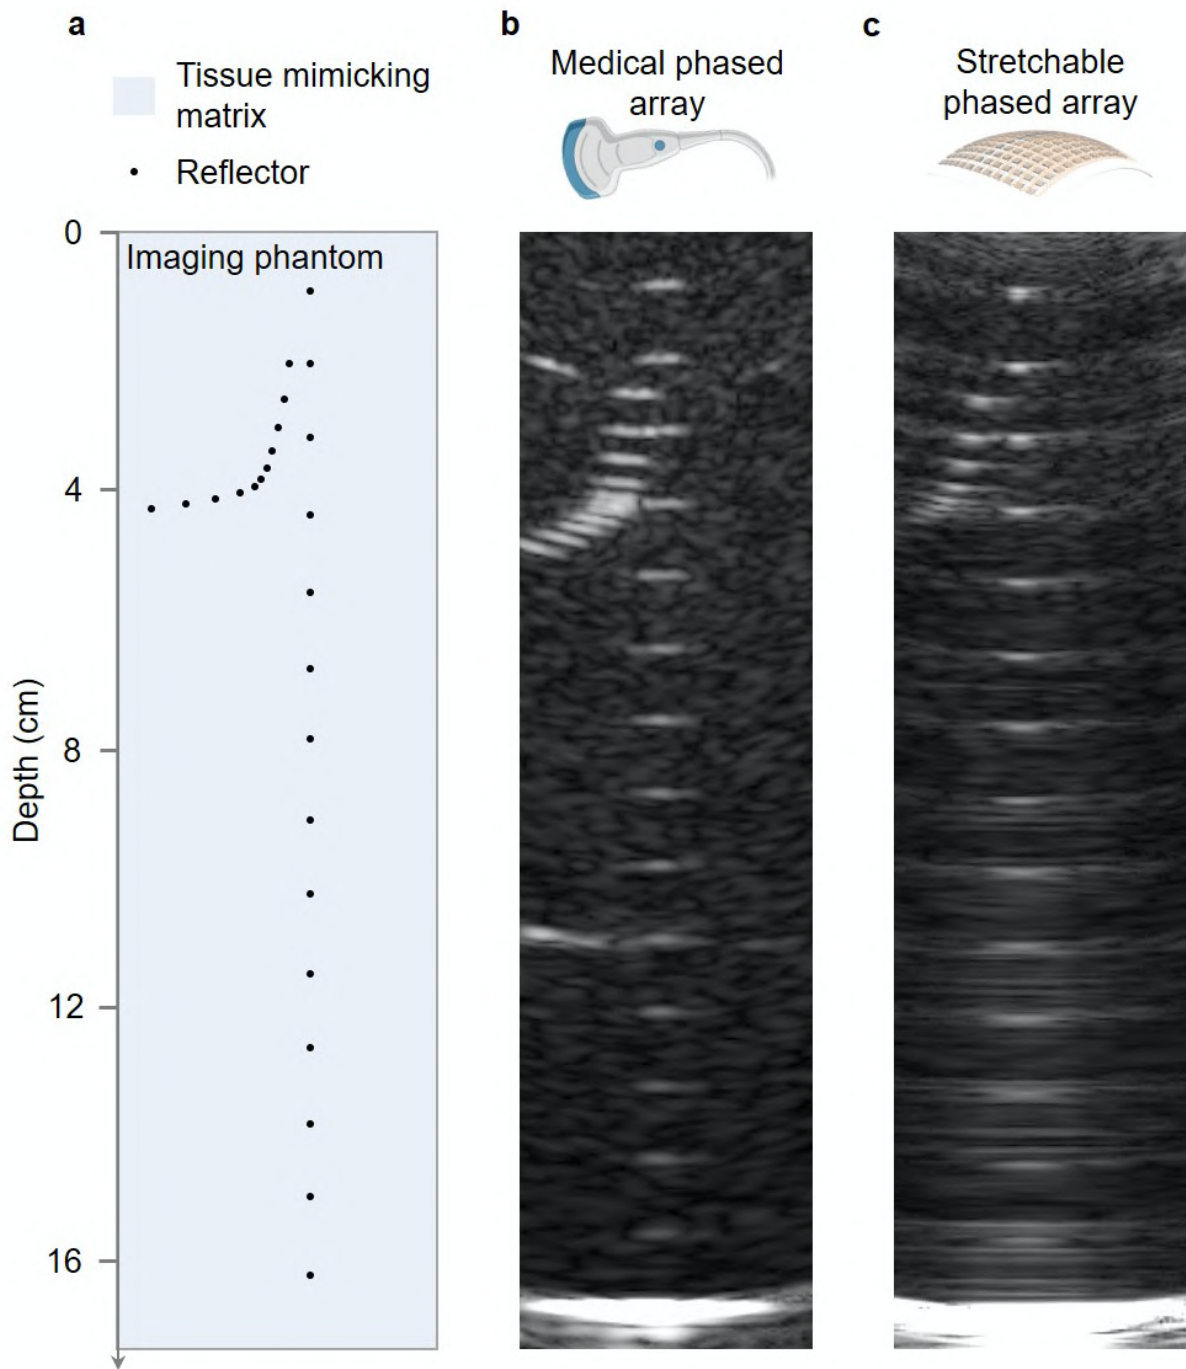 a
Tissue mimicking
matrix
Reflector
b
Medical phased
array
c
Stretchable
phased array
Imaging phantom
0
4
8
12
16
Depth (cm)